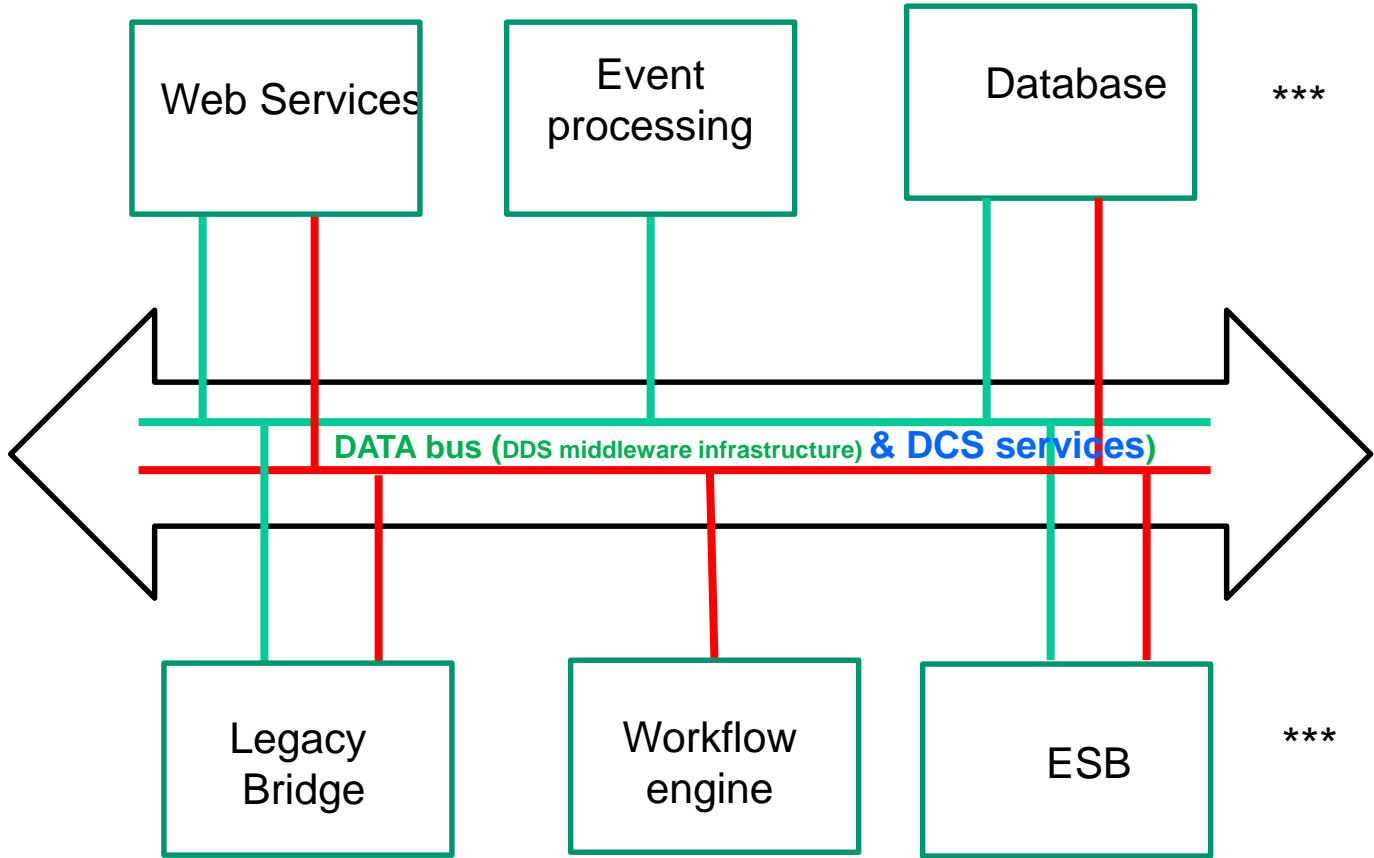 Web Services
Event
processing
Database
***
DATA bus (DDS middleware infrastructure) & DCS services)
Legacy
Bridge
Workflow
engine
ESB
***